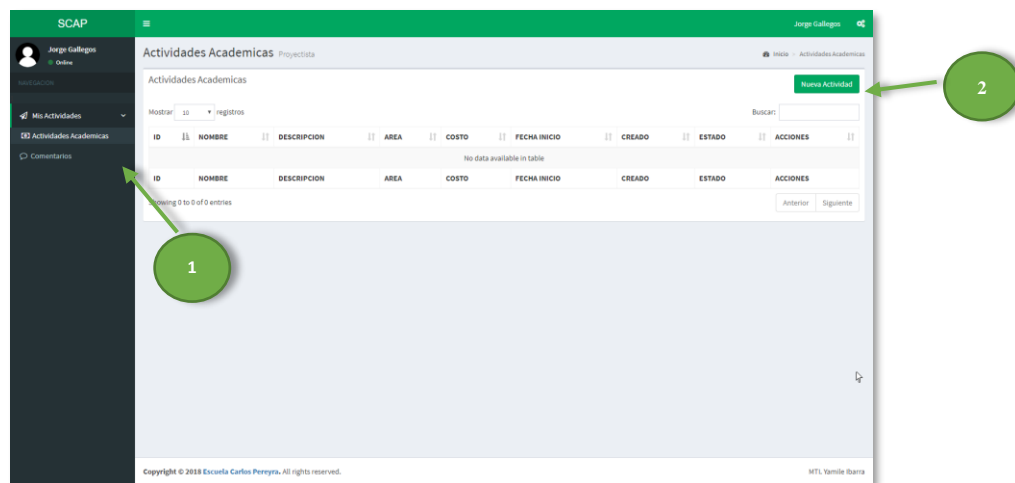 SCAP
Jorge Gallegos
Jorge Gallegos
Online
Actividades Academicas Proyectista
Inicio > Actividades Academicas
NAVEGACIÓN
Actividades Academicas
Nueva Actividad
2
Mis Actividades
Mostrar 10 registros
Buscar:
Actividades Academicas
ID NOMBRE DESCRIPCION AREA COSTO FECHA INICIO CREADO ESTADO ACCIONES
Comentarios
No data available in table
ID NOMBRE DESCRIPCION AREA COSTO FECHA INICIO CREADO ESTADO ACCIONES
Showing 0 to 0 of 0 entries
Anterior Siguiente
1
Copyright © 2018 Escuela Carlos Pereyra. All rights reserved.
MTI. Yamile Ibarra